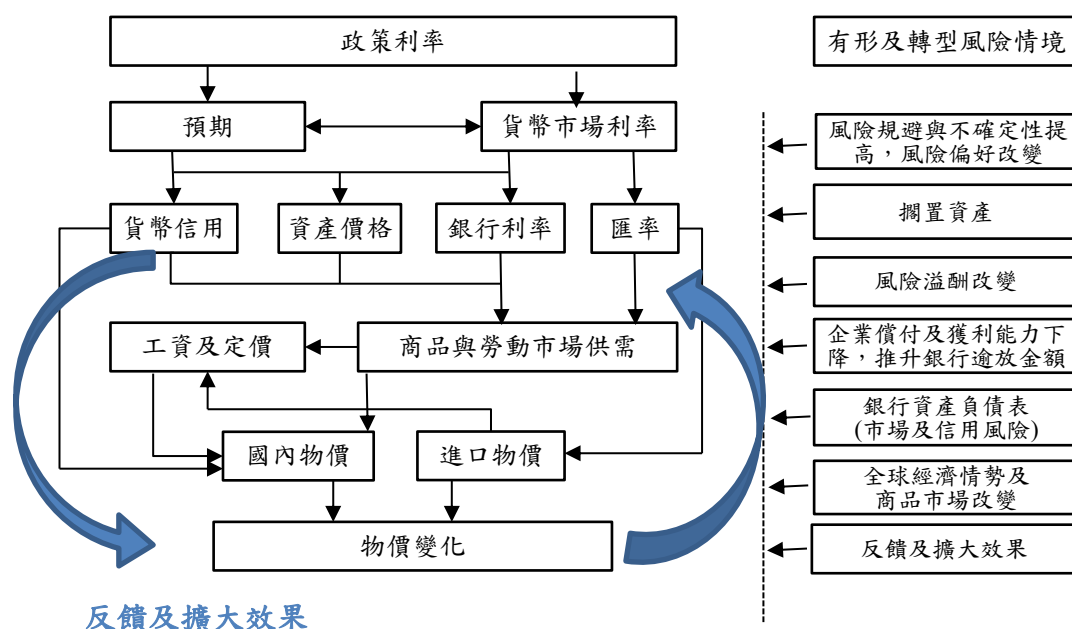 政策利率
有形及轉型風險情境
預期
貨幣市場利率
風險規避與不確定性提
高，風險偏好改變
貨幣信用
資產價格
銀行利率
匯率
擱置資產
風險溢酬改變
工資及定價
商品與勞動市場供需
企業償付及獲利能力下
降，推升銀行逾放金額
銀行資產負債表
(市場及信用風險)
國內物價
進口物價
全球經濟情勢及
商品市場改變
物價變化
反饋及擴大效果
反饋及擴大效果